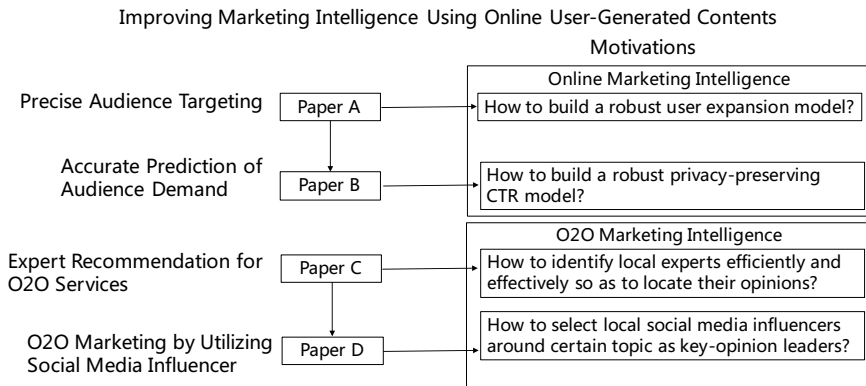 Improving Marketing Intelligence Using Online User-Generated Contents
Motivations
Online Marketing Intelligence
Precise Audience Targeting
Paper A
How to build a robust user expansion model?
Accurate Prediction of
Audience Demand
Paper B
How to build a robust privacy-preserving
CTR model?
O2O Marketing Intelligence
Expert Recommendation for
O2O Services
Paper C
How to identify local experts efficiently and
effectively so as to locate their opinions?
O2O Marketing by Utilizing
Social Media Influencer
Paper D
How to select local social media influencers
around certain topic as key-opinion leaders?